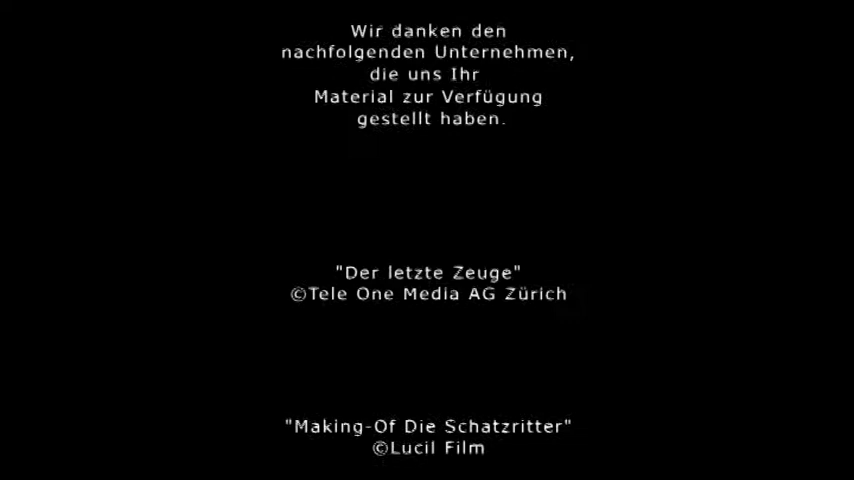 Wir danken den
nachfolgenden Unternehmen,
die uns Ihr
Material zur Verfügung
gestellt haben.
"Der letzte Zeuge"
©Tele One Media AG Zürich
"Making-Of Die Schatzritter"
©Lucil Film